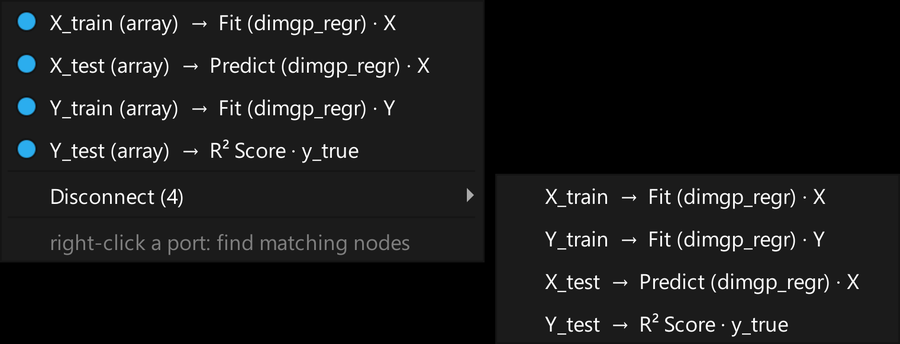 X_train (array) → Fit (dimgp_regr) · X
X_test (array) → Predict (dimgp_regr) · X
Y_train (array) → Fit (dimgp_regr) · Y
Y_test (array) → R² Score · y_true
Disconnect (4)
right-click a port: find matching nodes
X_train → Fit (dimgp_regr) · X
Y_train → Fit (dimgp_regr) · Y
X_test → Predict (dimgp_regr) · X
Y_test → R² Score · y_true